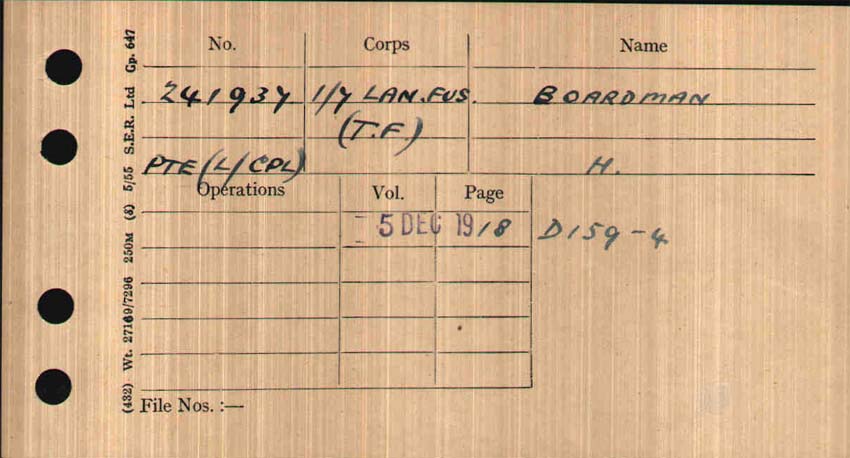 No. Corps Name
241937 1/7 LAN. FUS. BOARDMAN
(T.F.)
PTE (L/CPL) H.
Operations Vol. Page
5 DEC 1918 D159-4
File Nos. :—
(432) Wt. 27169/7296 250M (3) 5/55 S.E.R. Ltd Gp. 647